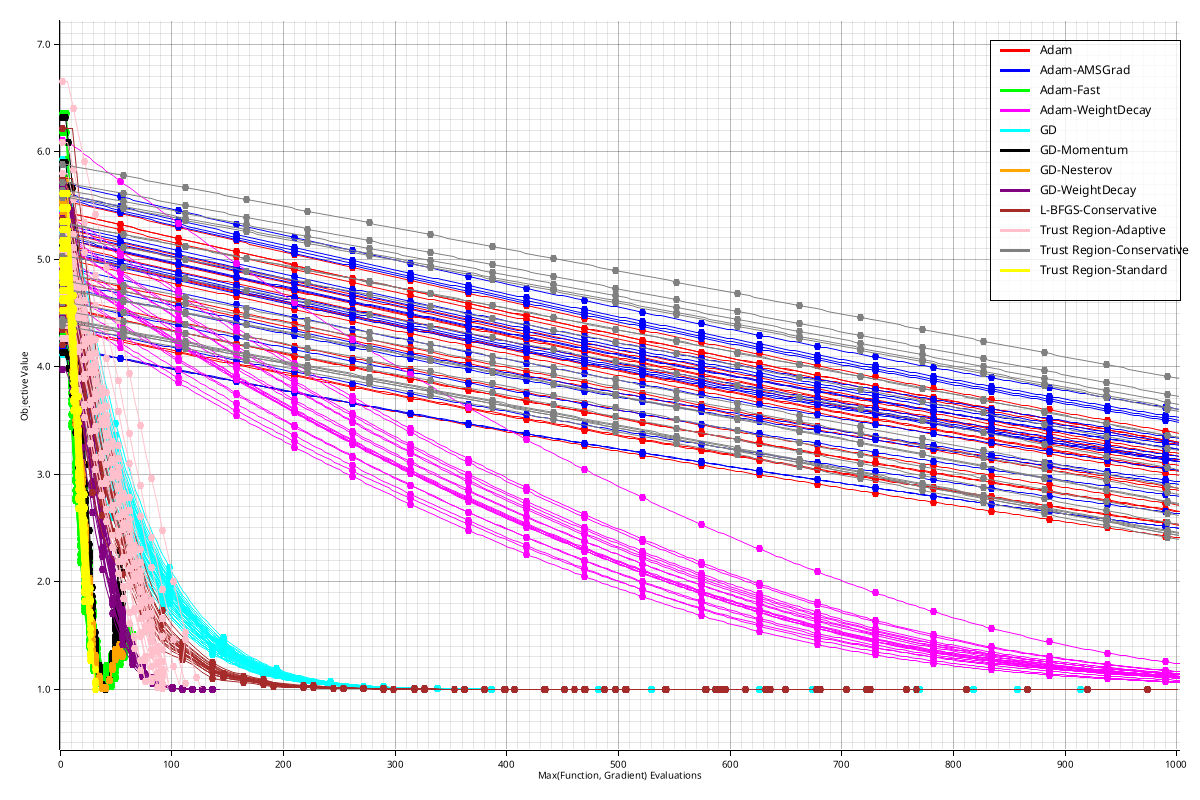 7.0
6.0
5.0
4.0
3.0
2.0
1.0
Objective Value
0 100 200 300 400 500 600 700 800 900 1000
Max(Function, Gradient) Evaluations
Adam
Adam-AMSGrad
Adam-Fast
Adam-WeightDecay
GD
GD-Momentum
GD-Nesterov
GD-WeightDecay
L-BFGS-Conservative
Trust Region-Adaptive
Trust Region-Conservative
Trust Region-Standard